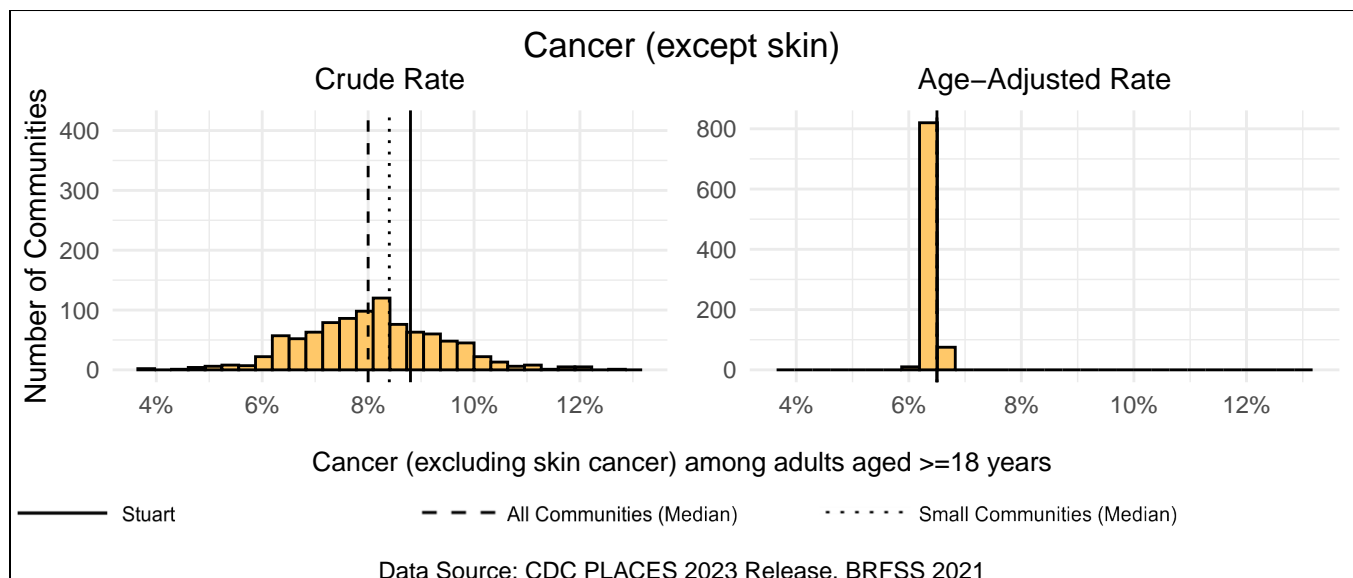 Cancer (except skin)
Crude Rate
Age−Adjusted Rate
Number of Communities
400
300
200
100
0
4% 6% 8% 10% 12%
800
600
400
200
0
4% 6% 8% 10% 12%
Cancer (excluding skin cancer) among adults aged >=18 years
Stuart All Communities (Median) Small Communities (Median)
Data Source: CDC PLACES 2023 Release, BRFSS 2021